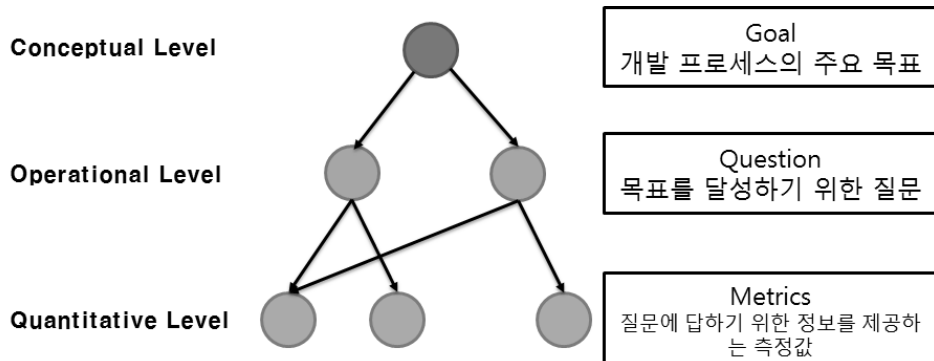 Conceptual Level
Goal
개발 프로세스의 주요 목표
Operational Level
Question
목표를 달성하기 위한 질문
Quantitative Level
Metrics
질문에 답하기 위한 정보를 제공하
는 측정값